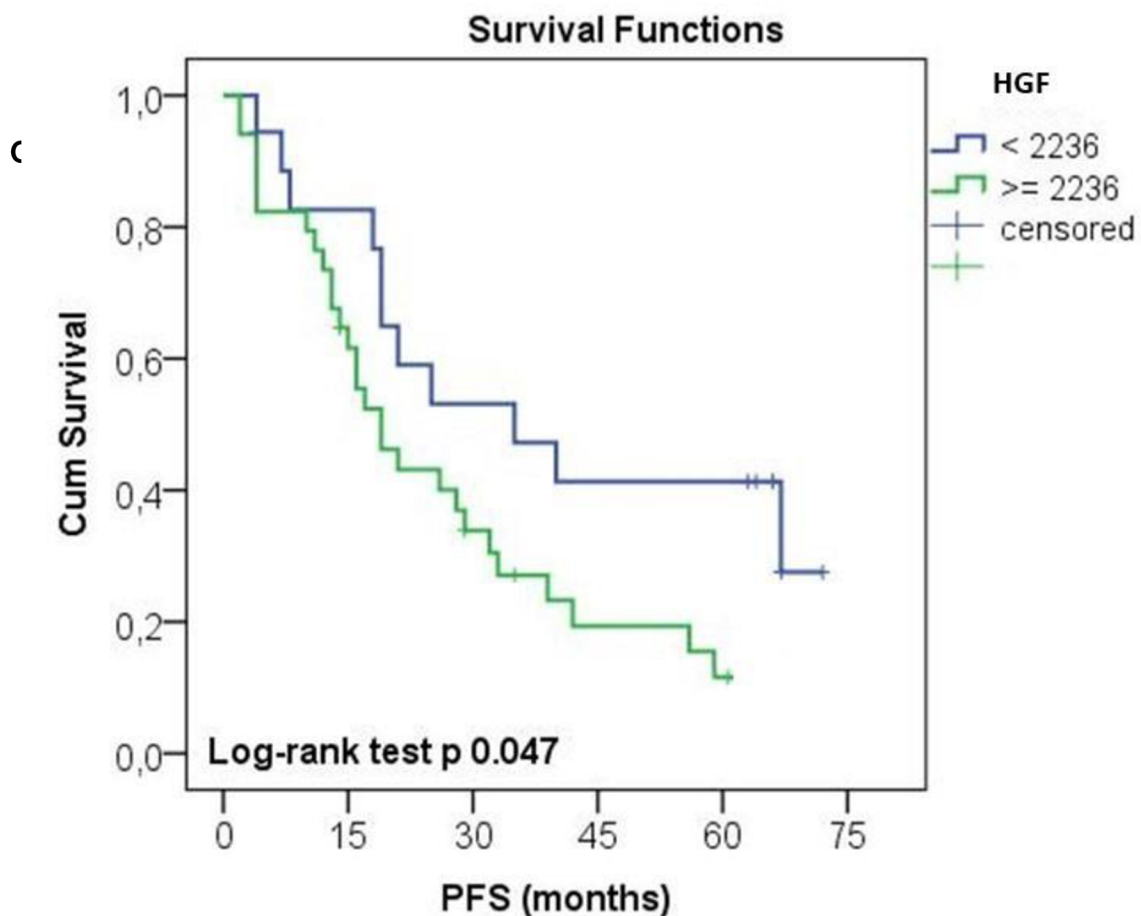 Survival Functions
HGF
< 2236
>= 2236
censored
Cum Survival
1,0
0,8
0,6
0,4
0,2
0,0
Log-rank test p 0.047
0 15 30 45 60 75
PFS (months)